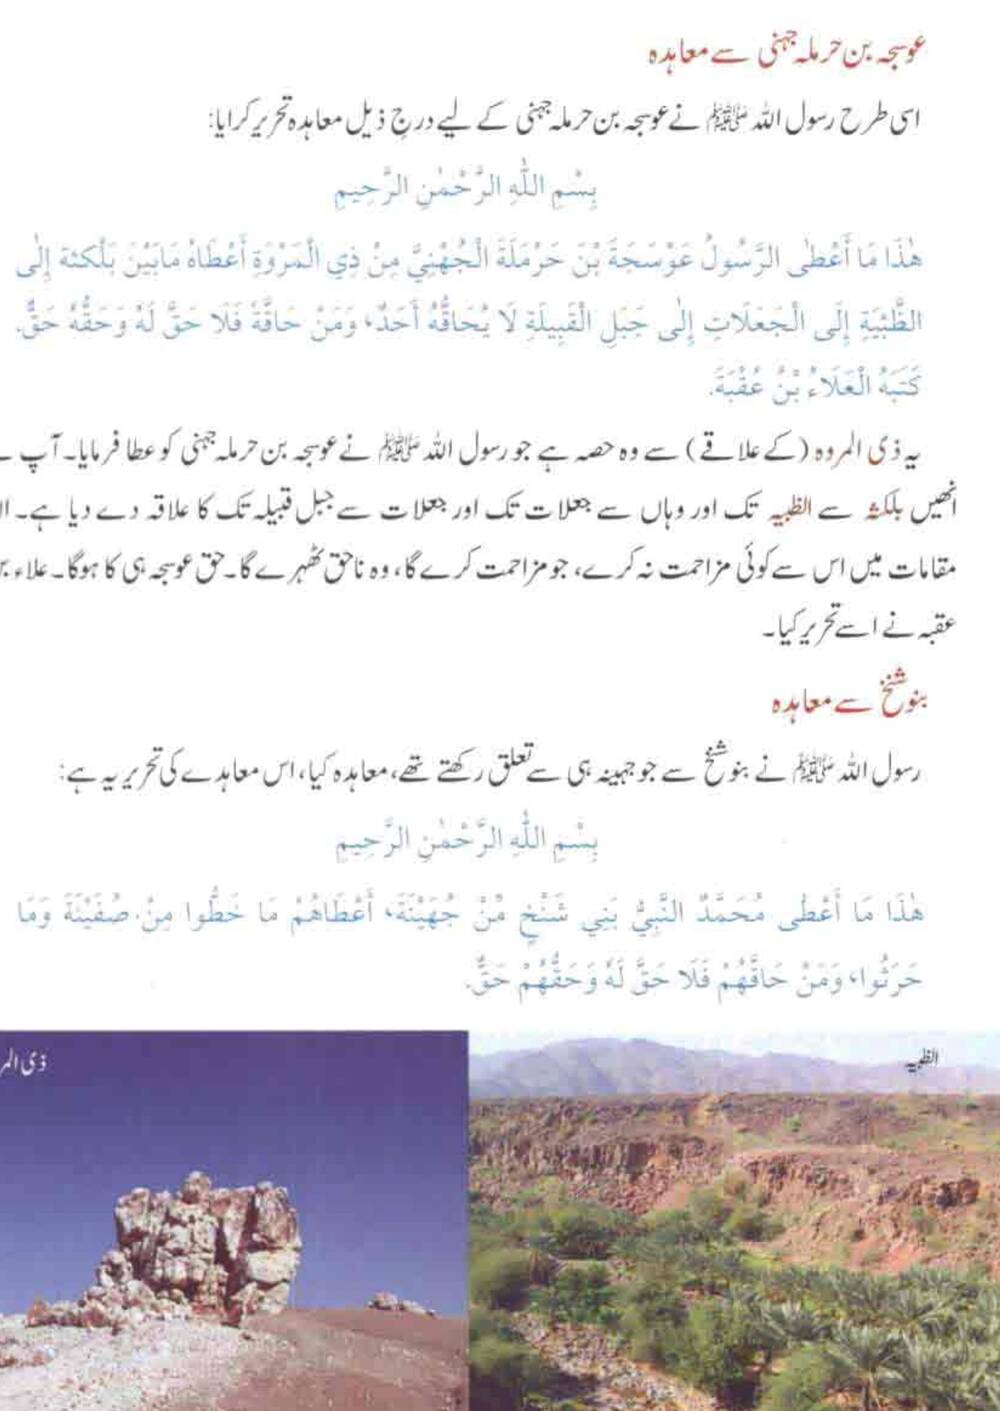 عوسجہ بن حرملہ جہنی سے معاہدہ
اسی طرح رسول اللہ ﷺ نے عوسجہ بن حرملہ جہنی کے لیے درج ذیل معاہدہ تحریر کرایا:
بِسْمِ اللّٰهِ الرَّحْمٰنِ الرَّحِيمِ
هٰذَا مَا أَعْطٰى الرَّسُولُ عَوْسَجَةَ بْنَ حَرْمَلَةَ الْجُهْنِيَّ مِنْ ذِي الْمَرْوَةِ أَعْطَاهُ مَابَيْنَ بَلْكثة إِلٰى
الظَّبْيَةِ إِلَى الْجَعَلَاتِ إِلٰى جَبَلِ الْقَبِيلَةِ لَا يُحَاقُّهُ أَحَدٌ، وَمَنْ حَاقَّهُ فَلَا حَقَّ لَهُ وَحَقُّهُ حَقٌّ.
كَتَبَهُ الْعَلَاءُ بْنُ عُقْبَةَ.
یہ ذی المروہ (کے علاقے) سے وہ حصہ ہے جو رسول اللہ ﷺ نے عوسجہ بن حرملہ جہنی کو عطا فرمایا۔ آپ
انھیں بلکثہ سے الظبیہ تک اور وہاں سے جعلات تک اور جعلات سے جبل قبیلہ تک کا علاقہ دے دیا ہے۔
مقامات میں اس سے کوئی مزاحمت نہ کرے، جو مزاحمت کرے گا، وہ ناحق ٹھہرے گا۔ حق عوسجہ ہی کا ہوگا۔ علاء
عقبہ نے اسے تحریر کیا۔
بنو شنخ سے معاہدہ
رسول اللہ ﷺ نے بنو شنخ سے جو جہینہ ہی سے تعلق رکھتے تھے، معاہدہ کیا، اس معاہدے کی تحریر یہ ہے:
بِسْمِ اللّٰهِ الرَّحْمٰنِ الرَّحِيمِ
هٰذَا مَا أَعْطٰى مُحَمَّدٌ النَّبِيُّ بَنِي شَنْخٍ مِّنْ جُهَيْنَةَ، أَعْطَاهُمْ مَا خَطُّوا مِنْ صُفَيْنَةَ وَمَا
حَرَثُوا، وَمَنْ حَاقَّهُمْ فَلَا حَقَّ لَهُ وَحَقُّهُمْ حَقٌّ.
الظبیہ
ذی المر